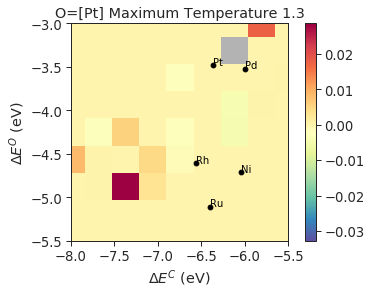 O=[Pt] Maximum Temperature 1.3
−3.0
−3.5
−4.0
−4.5
−5.0
−5.5
ΔE^O (eV)
Pt
Pd
Rh
Ni
Ru
−8.0 −7.5 −7.0 −6.5 −6.0 −5.5
ΔE^C (eV)
0.02
0.01
0.00
−0.01
−0.02
−0.03